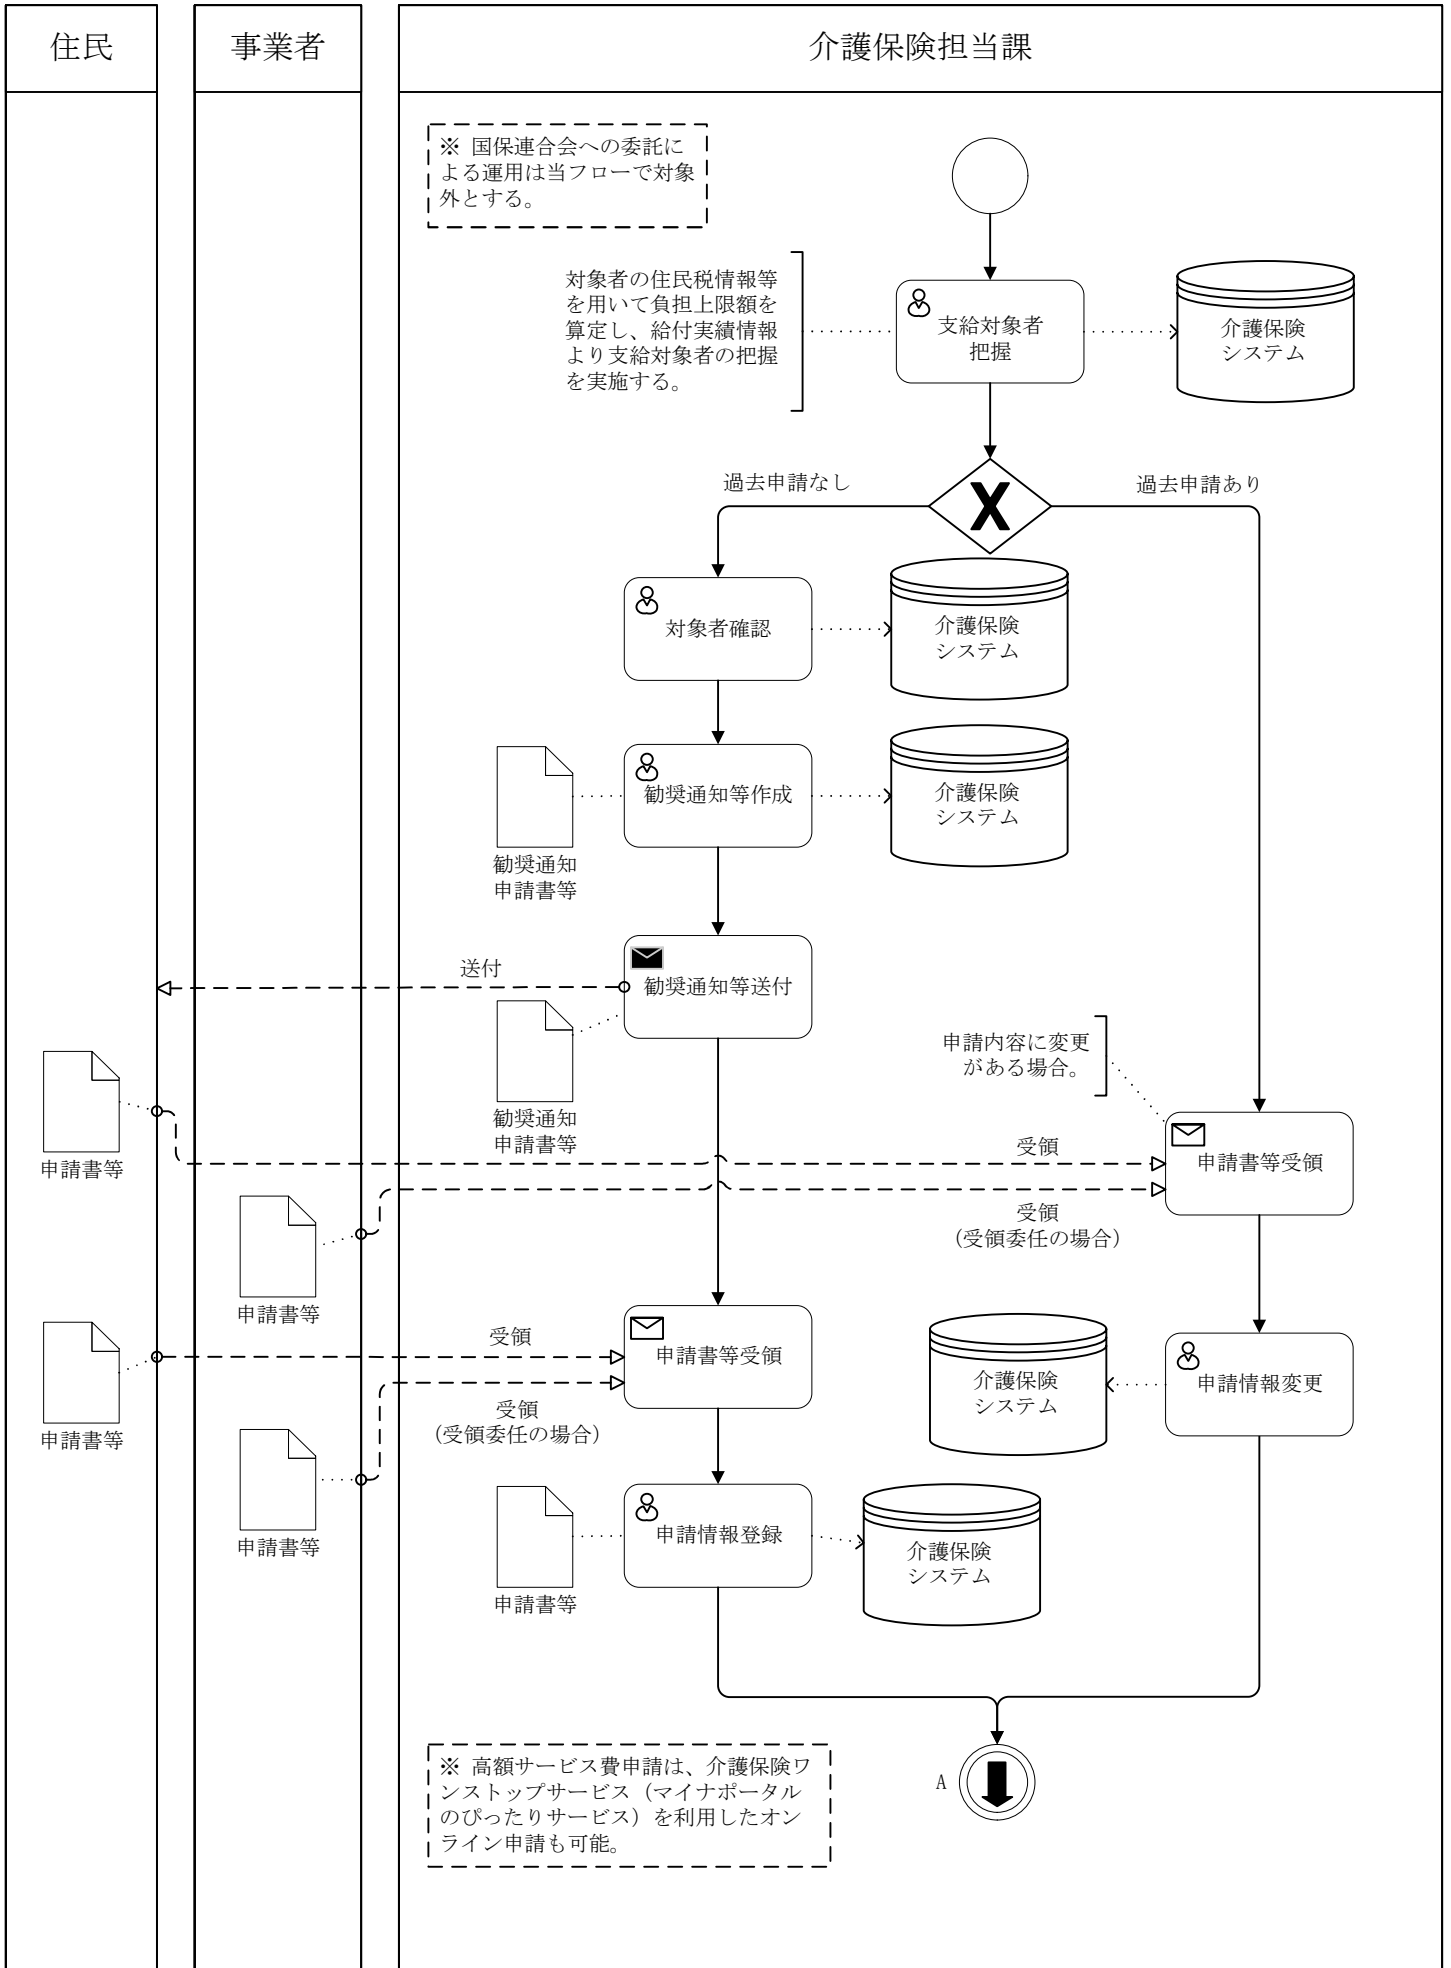 住民
事業者
介護保険担当課
※ 国保連合会への委託に
よる運用は当フローで対象
外とする。
対象者の住民税情報等
を用いて負担上限額を
算定し、給付実績情報
より支給対象者の把握
を実施する。
支給対象者
把握
介護保険
システム
過去申請なし
過去申請あり
対象者確認
介護保険
システム
勧奨通知等作成
介護保険
システム
勧奨通知
申請書等
送付
勧奨通知等送付
勧奨通知
申請書等
申請内容に変更
がある場合。
申請書等
受領
申請書等受領
受領
(受領委任の場合)
申請書等
受領
申請書等受領
介護保険
システム
申請情報変更
申請書等
受領
(受領委任の場合)
申請書等
申請情報登録
介護保険
システム
申請書等
※ 高額サービス費申請は、介護保険ワ
ンストップサービス（マイナポータル
のぴったりサービス）を利用したオン
ライン申請も可能。
A